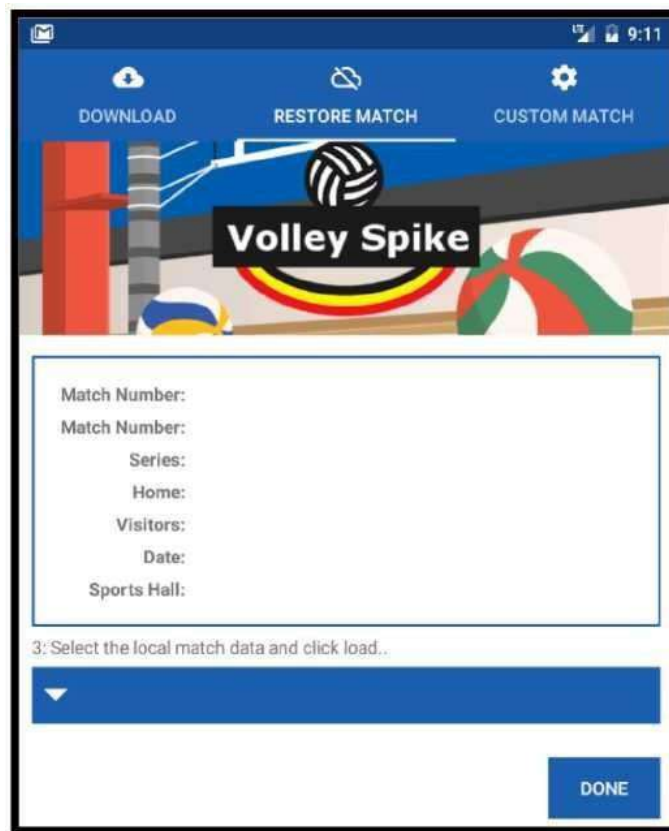 LTE 9:11
DOWNLOAD RESTORE MATCH CUSTOM MATCH
Volley Spike
Match Number:
Match Number:
Series:
Home:
Visitors:
Date:
Sports Hall:
3: Select the local match data and click load..
DONE